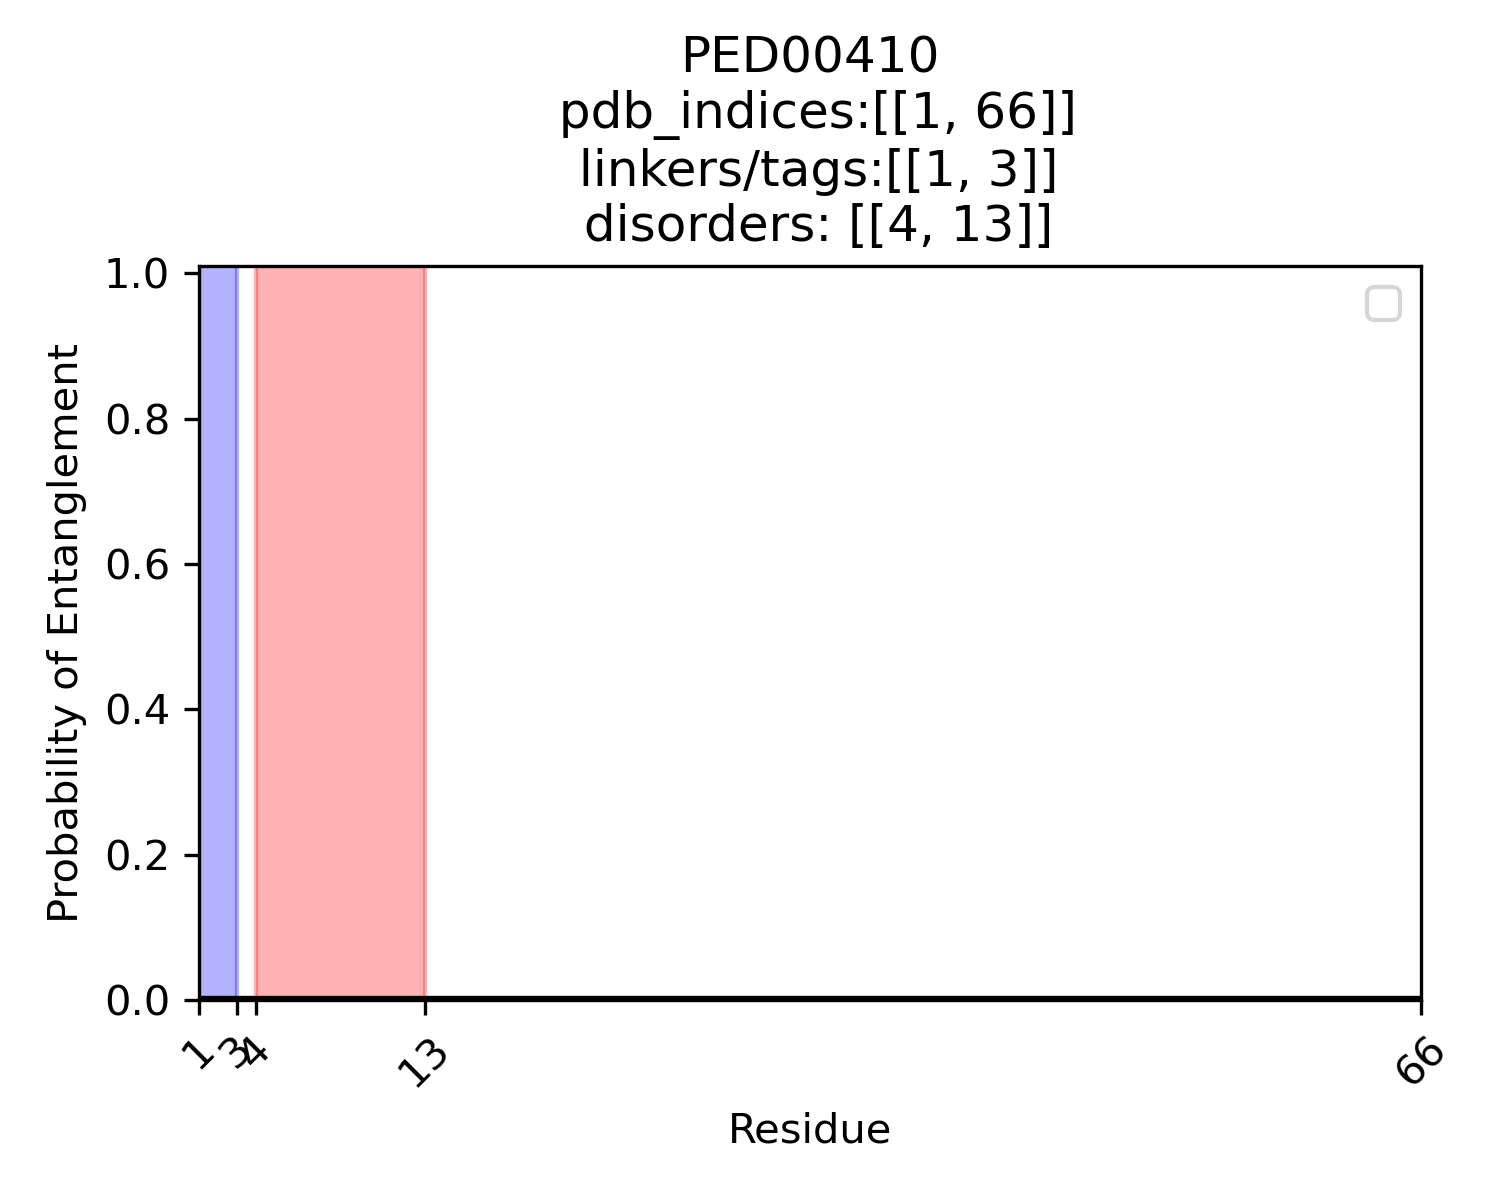 PED00410
pdb_indices:[[1, 66]]
linkers/tags:[[1, 3]]
disorders: [[4, 13]]
1.0
0.8
0.6
0.4
0.2
0.0
Probability of Entanglement
1
3
4
13
66
Residue